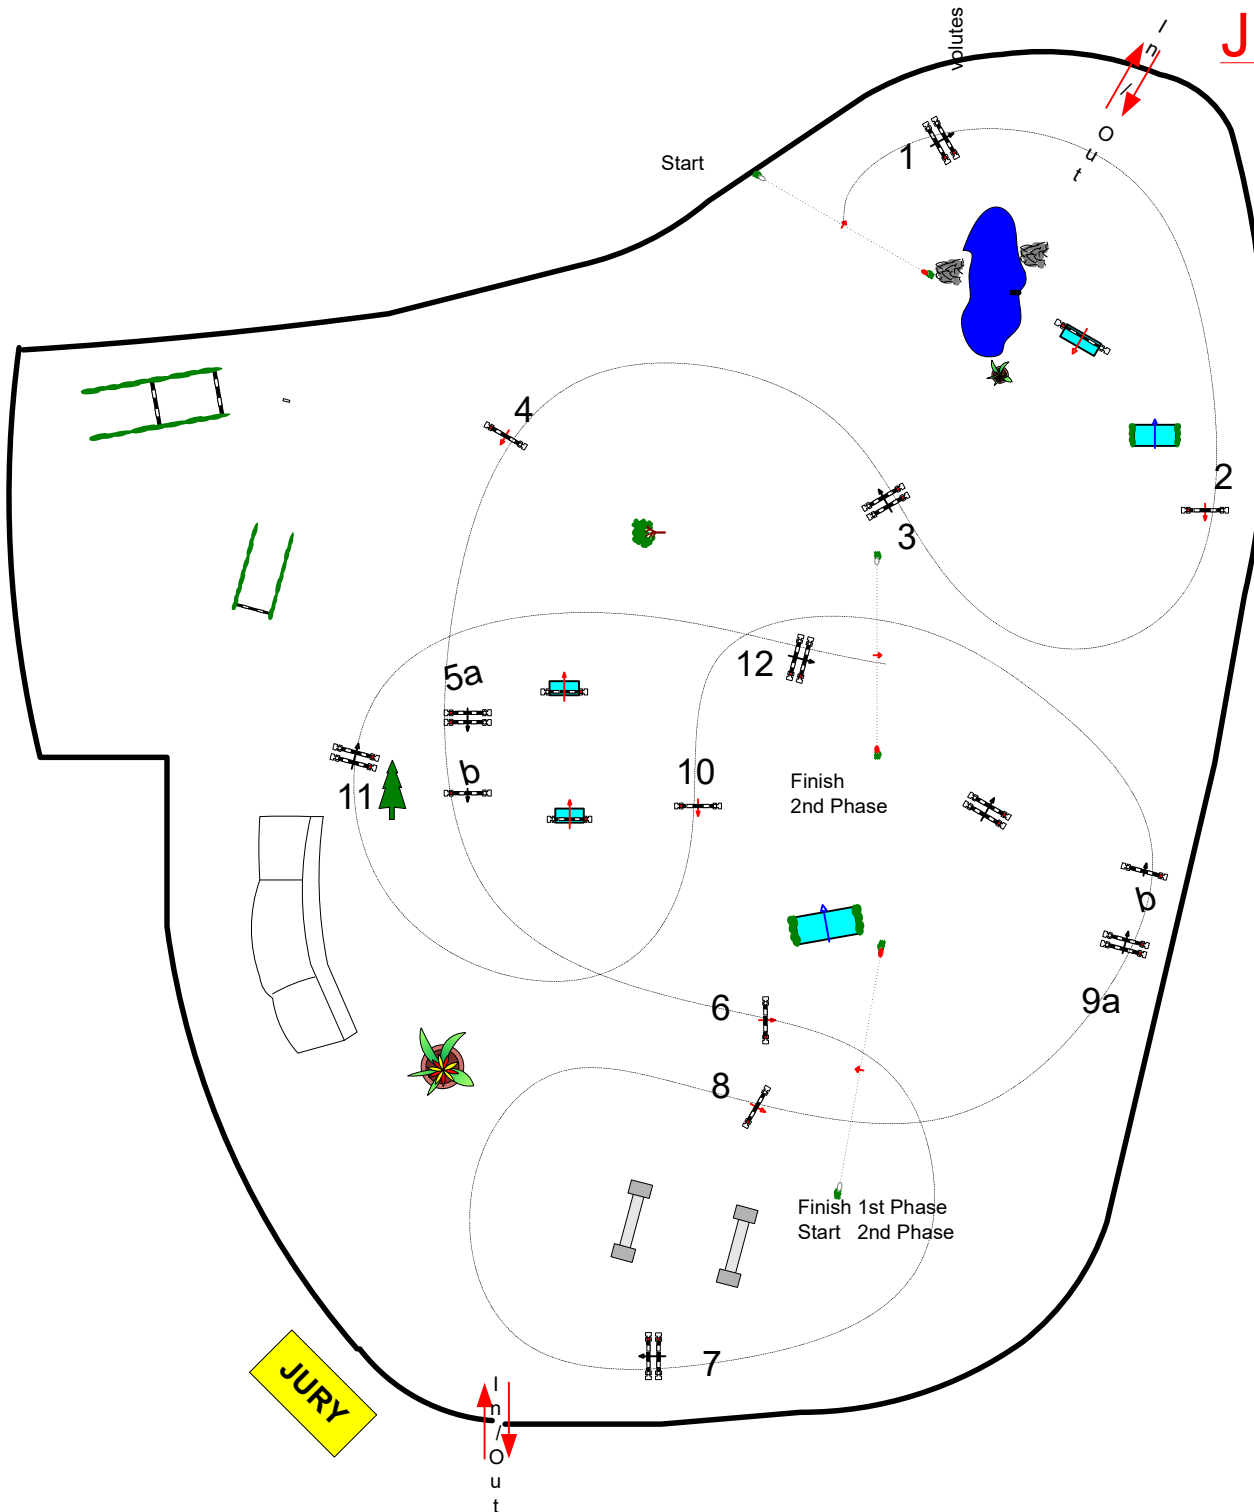 J
volutes
In / Out
Start
1
2
3
4
5a
b
12
10
11
Finish
2nd Phase
b
9a
6
8
Finish 1st Phase
Start 2nd Phase
7
JURY
In/Out